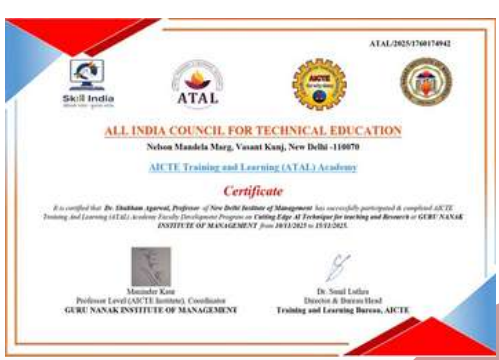 ATAL/2025/1760174942
Skill India
ATAL
AICTE
ALL INDIA COUNCIL FOR TECHNICAL EDUCATION
Nelson Mandela Marg, Vasant Kunj, New Delhi -110070
AICTE Training and Learning (ATAL) Academy
Certificate
It is certified that Dr. Shubham Agarwal, Professor of New Delhi Institute of Management has successfully participated & completed AICTE
Training And Learning (ATAL) Academy Faculty Development Program on Cutting Edge AI Technique for teaching and Research at GURU NANAK
INSTITUTE OF MANAGEMENT from 10/11/2025 to 15/11/2025.
Maninder Kaur
Professor Level (AICTE Institute), Coordinator
GURU NANAK INSTITUTE OF MANAGEMENT
Dr. Sunil Luthra
Director & Bureau Head
Training and Learning Bureau, AICTE